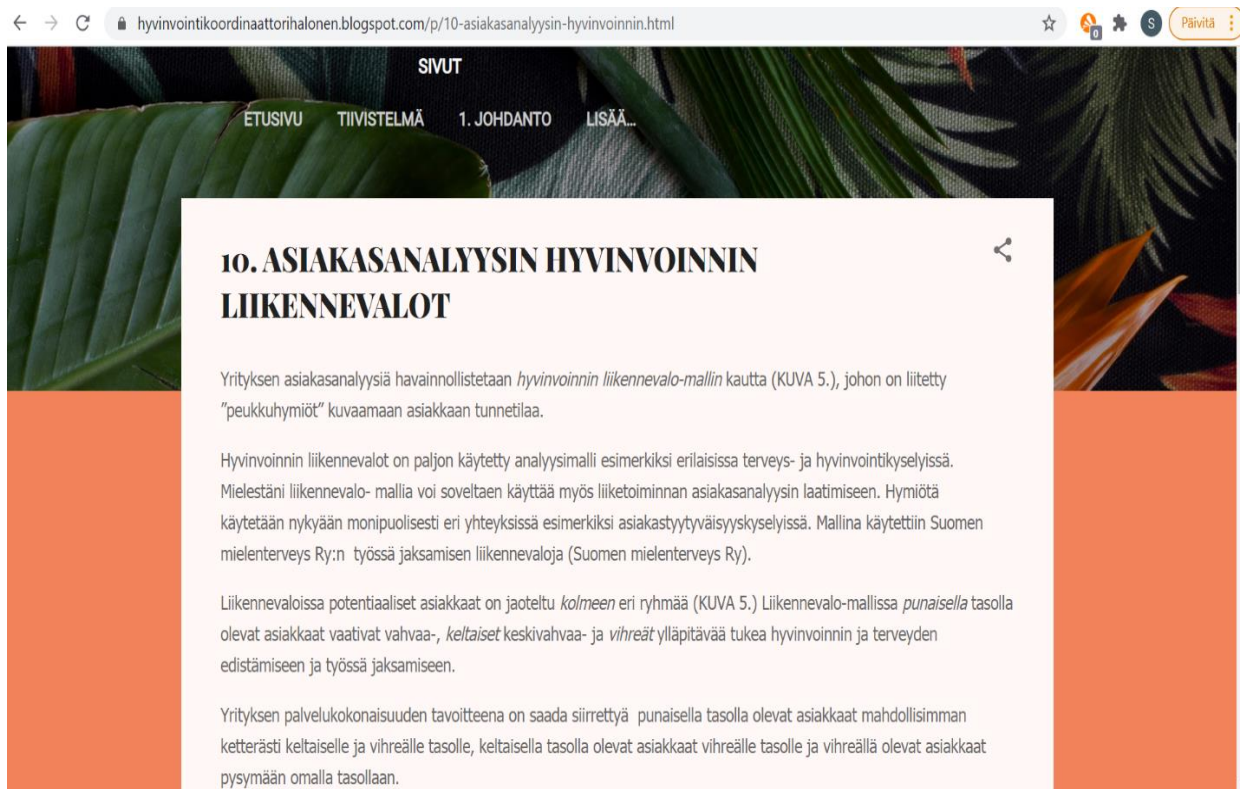 hyvinvointikoordinaattorihalonen.blogspot.com/p/10-asiakasanalyysin-hyvinvoinnin.html
0
S
Päivitä
SIVUT
ETUSIVU TIIVISTELMÄ 1. JOHDANTO LISÄÄ...
10. ASIAKASANALYYSIN HYVINVOINNIN
LIIKENNEVALOT
Yrityksen asiakasanalyysiä havainnollistetaan hyvinvoinnin liikennevalo-mallin kautta (KUVA 5.), johon on liitetty
"peukkuhymiöt" kuvaamaan asiakkaan tunnetilaa.
Hyvinvoinnin liikennevalot on paljon käytetty analyysimalli esimerkiksi erilaisissa terveys- ja hyvinvointikyselyissä.
Mielestäni liikennevalo- mallia voi soveltaen käyttää myös liiketoiminnan asiakasanalyysin laatimiseen. Hymiötä
käytetään nykyään monipuolisesti eri yhteyksissä esimerkiksi asiakastyytyväisyyskyselyissä. Mallina käytettiin Suomen
mielenterveys Ry:n työssä jaksamisen liikennevaloja (Suomen mielenterveys Ry).
Liikennevaloissa potentiaaliset asiakkaat on jaoteltu kolmeen eri ryhmää (KUVA 5.) Liikennevalo-mallissa punaisella tasolla
olevat asiakkaat vaativat vahvaa-, keltaiset keskivahvaa- ja vihreät ylläpitävää tukea hyvinvoinnin ja terveyden
edistämiseen ja työssä jaksamiseen.
Yrityksen palvelukokonaisuuden tavoitteena on saada siirrettyä punaisella tasolla olevat asiakkaat mahdollisimman
ketterästi keltaiselle ja vihreälle tasolle, keltaisella tasolla olevat asiakkaat vihreälle tasolle ja vihreällä olevat asiakkaat
pysymään omalla tasollaan.